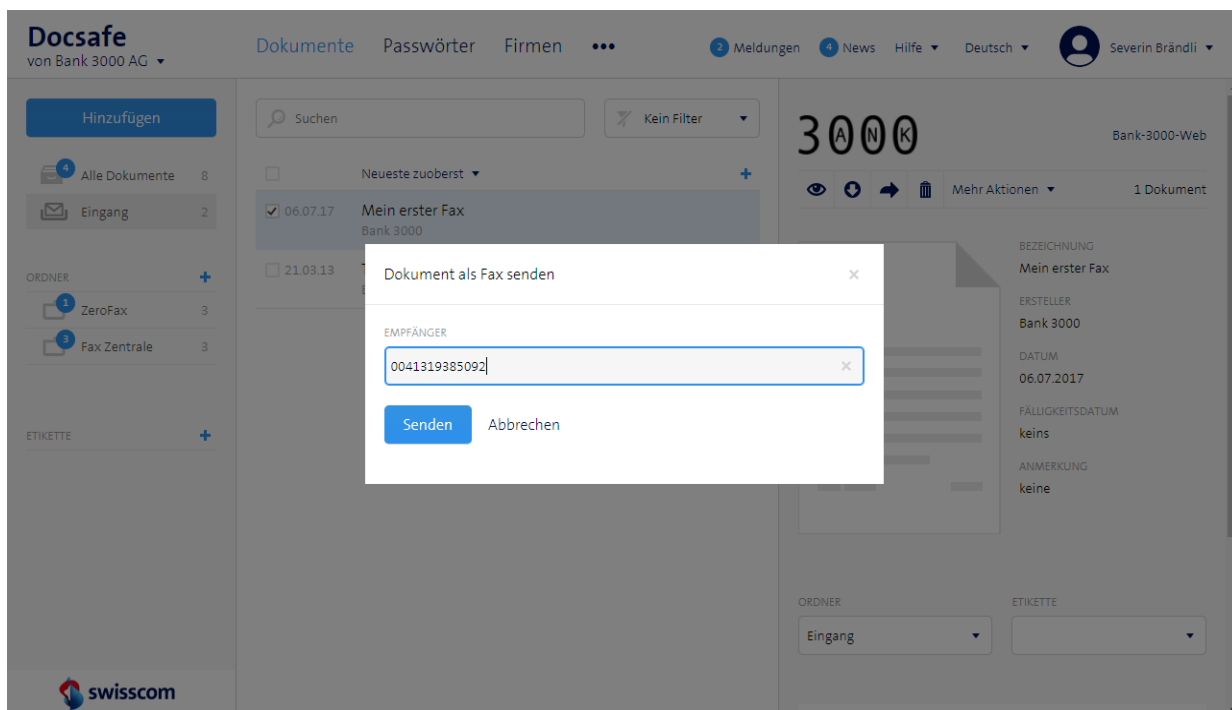 Docsafe
von Bank 3000 AG
Dokumente Passwörter Firmen •••
2 Meldungen 4 News Hilfe Deutsch Severin Brändli
Hinzufügen
4 Alle Dokumente 8
Eingang 2
ORDNER +
1 ZeroFax 3
3 Fax Zentrale 3
ETIKETTE +
swisscom
Suchen
Kein Filter
Neueste zuoberst +
06.07.17 Mein erster Fax
Bank 3000
21.03.13
Dokument als Fax senden ×
EMPFÄNGER
0041319385092 ×
Senden Abbrechen
3000
ANK
Bank-3000-Web
Mehr Aktionen 1 Dokument
BEZEICHNUNG
Mein erster Fax
ERSTELLER
Bank 3000
DATUM
06.07.2017
FÄLLIGKEITSDATUM
keins
ANMERKUNG
keine
ORDNER
Eingang
ETIKETTE